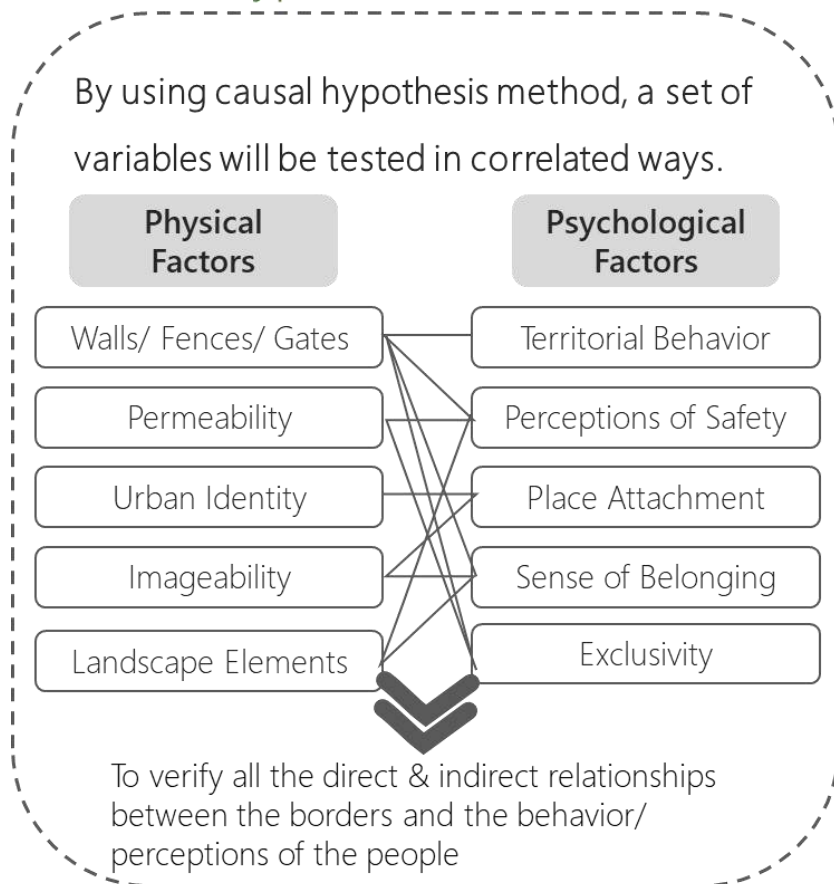 By using causal hypothesis method, a set of
variables will be tested in correlated ways.
Physical
Factors
Psychological
Factors
Walls/ Fences/ Gates
Territorial Behavior
Permeability
Perceptions of Safety
Urban Identity
Place Attachment
Imageability
Sense of Belonging
Landscape Elements
Exclusivity
To verify all the direct & indirect relationships
between the borders and the behavior/
perceptions of the people